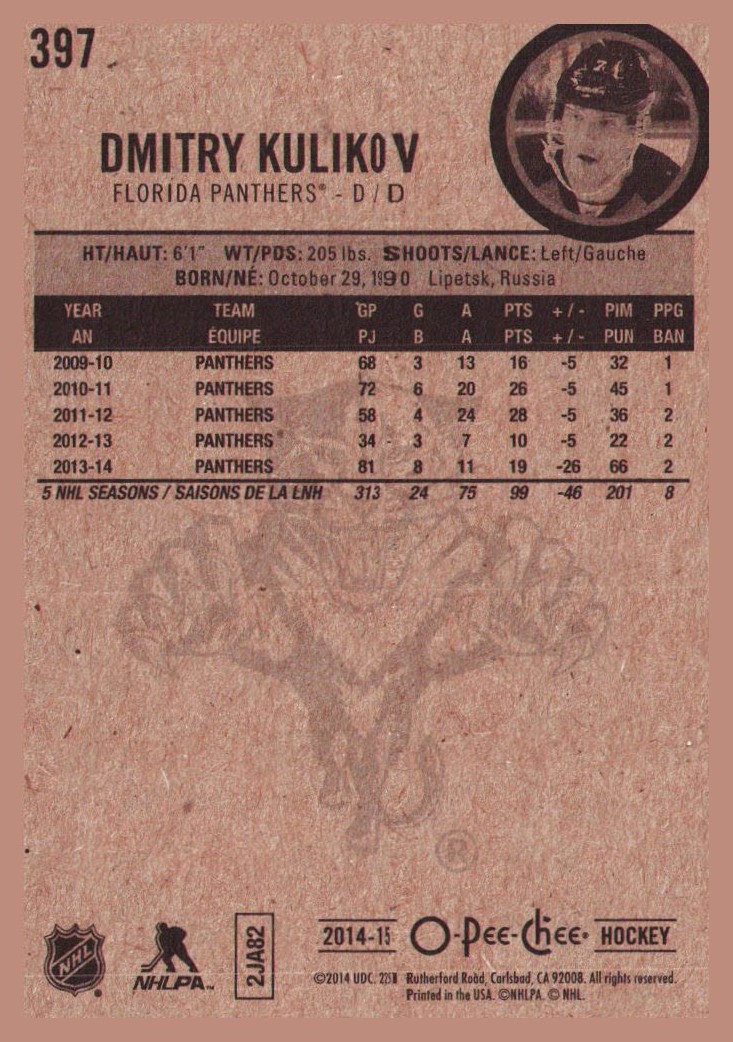 397
DMITRY KULIKOV
FLORIDA PANTHERS® - D / D
HT/HAUT: 6'1" WT/PDS: 205 lbs. SHOOTS/LANCE: Left/Gauche
BORN/NÉ: October 29, 1990 Lipetsk, Russia
YEAR TEAM GP G A PTS + / - PIM PPG
AN ÉQUIPE PJ B A PTS + / - PUN BAN
2009-10 PANTHERS 68 3 13 16 -5 32 1
2010-11 PANTHERS 72 6 20 26 -5 45 1
2011-12 PANTHERS 58 4 24 28 -5 36 2
2012-13 PANTHERS 34 3 7 10 -5 22 2
2013-14 PANTHERS 81 8 11 19 -26 66 2
5 NHL SEASONS / SAISONS DE LA LNH 313 24 75 99 -46 201 8
®
NHL ®
NHLPA™
2JA82
2014-15 O-Pee-Chee® HOCKEY
©2014 UDC. Rutherford Road, Carlsbad, CA 92008. All rights reserved.
Printed in the USA. ©NHLPA. © NHL.